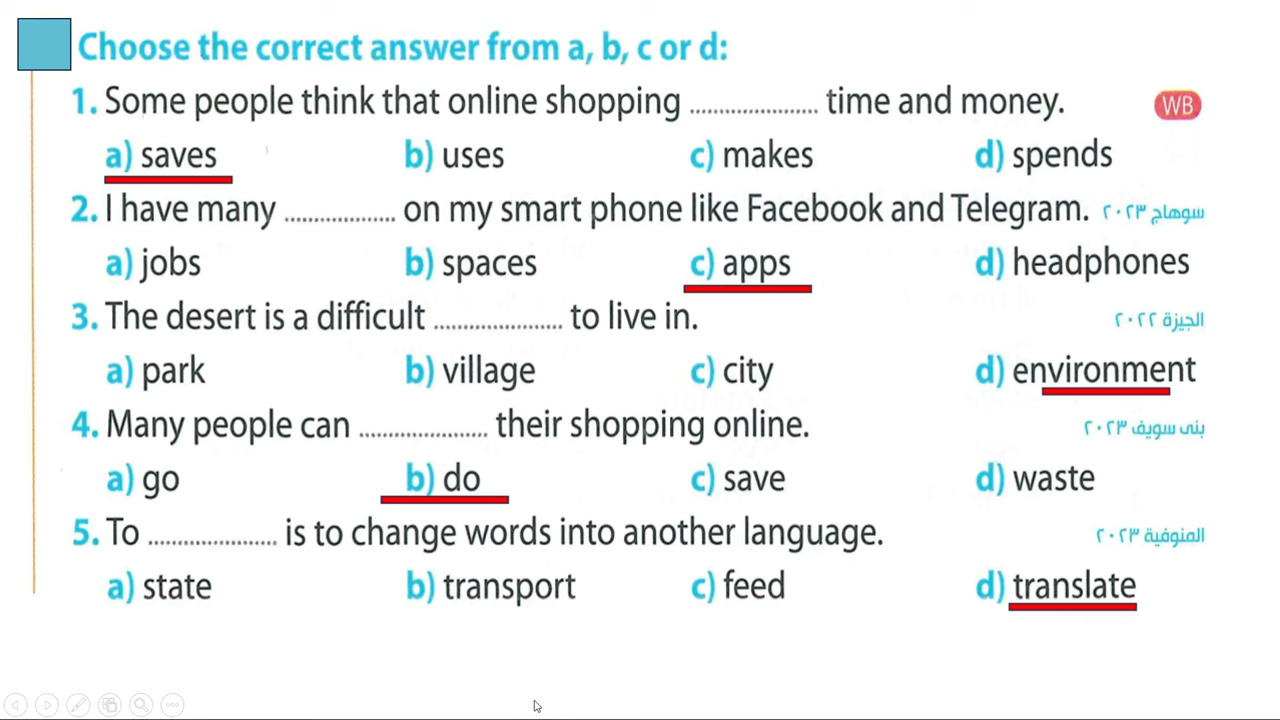 Choose the correct answer from a, b, c or d:
1. Some people think that online shopping ..................... time and money. WB
a) saves b) uses c) makes d) spends
2. I have many .................. on my smart phone like Facebook and Telegram. سوهاج ٢٠٢٣
a) jobs b) spaces c) apps d) headphones
3. The desert is a difficult ..................... to live in. الجيزة ٢٠٢٢
a) park b) village c) city d) environment
4. Many people can ..................... their shopping online. بنى سويف ٢٠٢٣
a) go b) do c) save d) waste
5. To ..................... is to change words into another language. المنوفية ٢٠٢٣
a) state b) transport c) feed d) translate